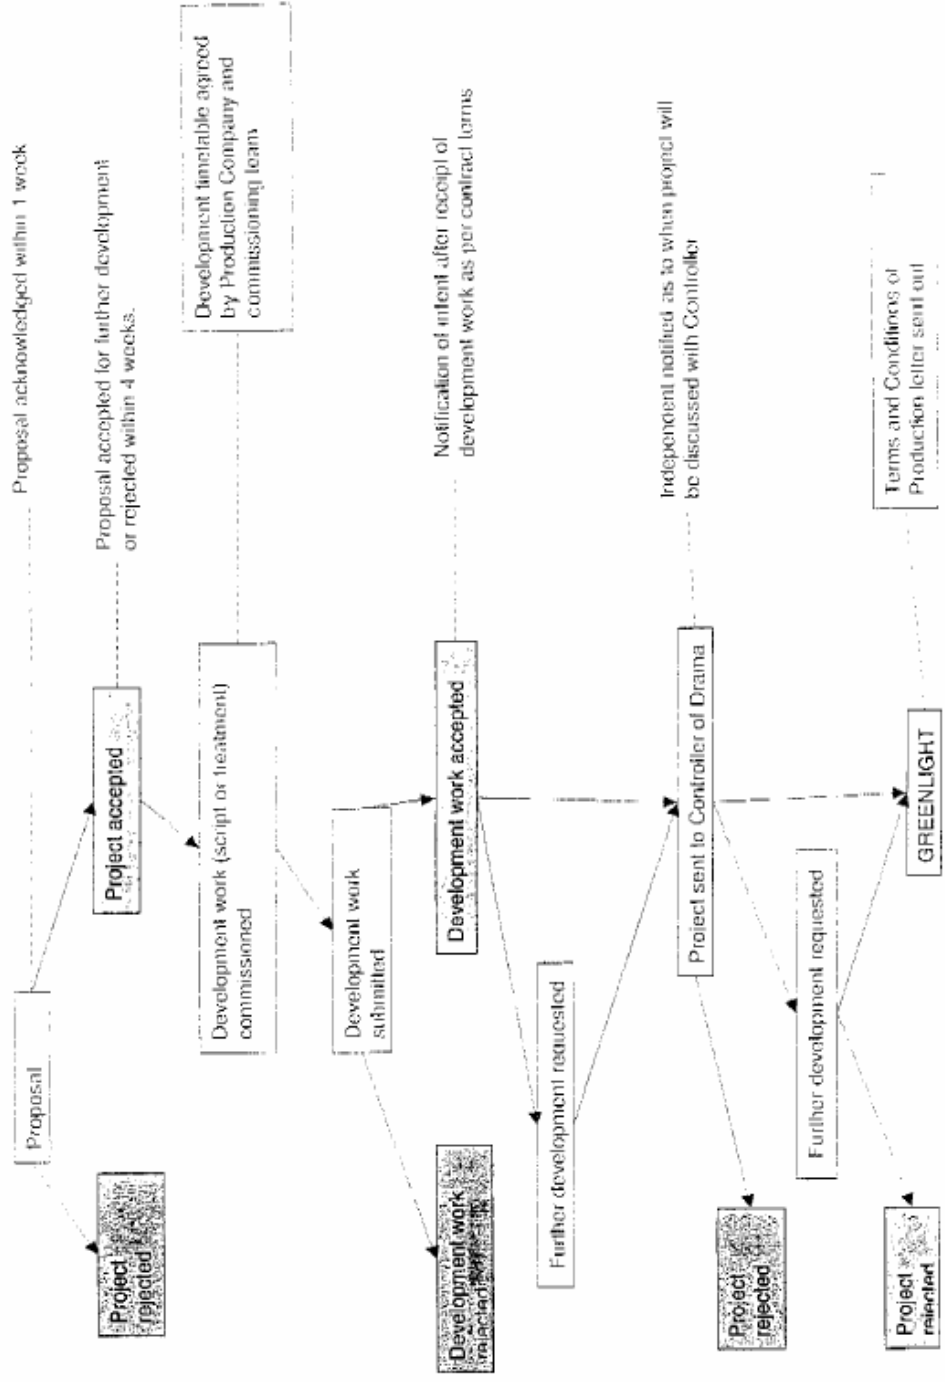 Proposal
Proposal acknowledged within 1 week
Project
rejected
Project accepted
Proposal accepted for further development
or rejected within 4 weeks.
Development work (script or treatment)
commissioned
Development timetable agreed
by Production Company and
commissioning team
Development work
submitted
Development work
rejected
Development work accepted
Notification of intent after receipt of
development work as per contract terms
Further development requested
Project sent to Controller of Drama
Independent notified as to when project will
be discussed with Controller
Project
rejected
Further development requested
Project
rejected
GREENLIGHT
Terms and Conditions of
Production letter sent out